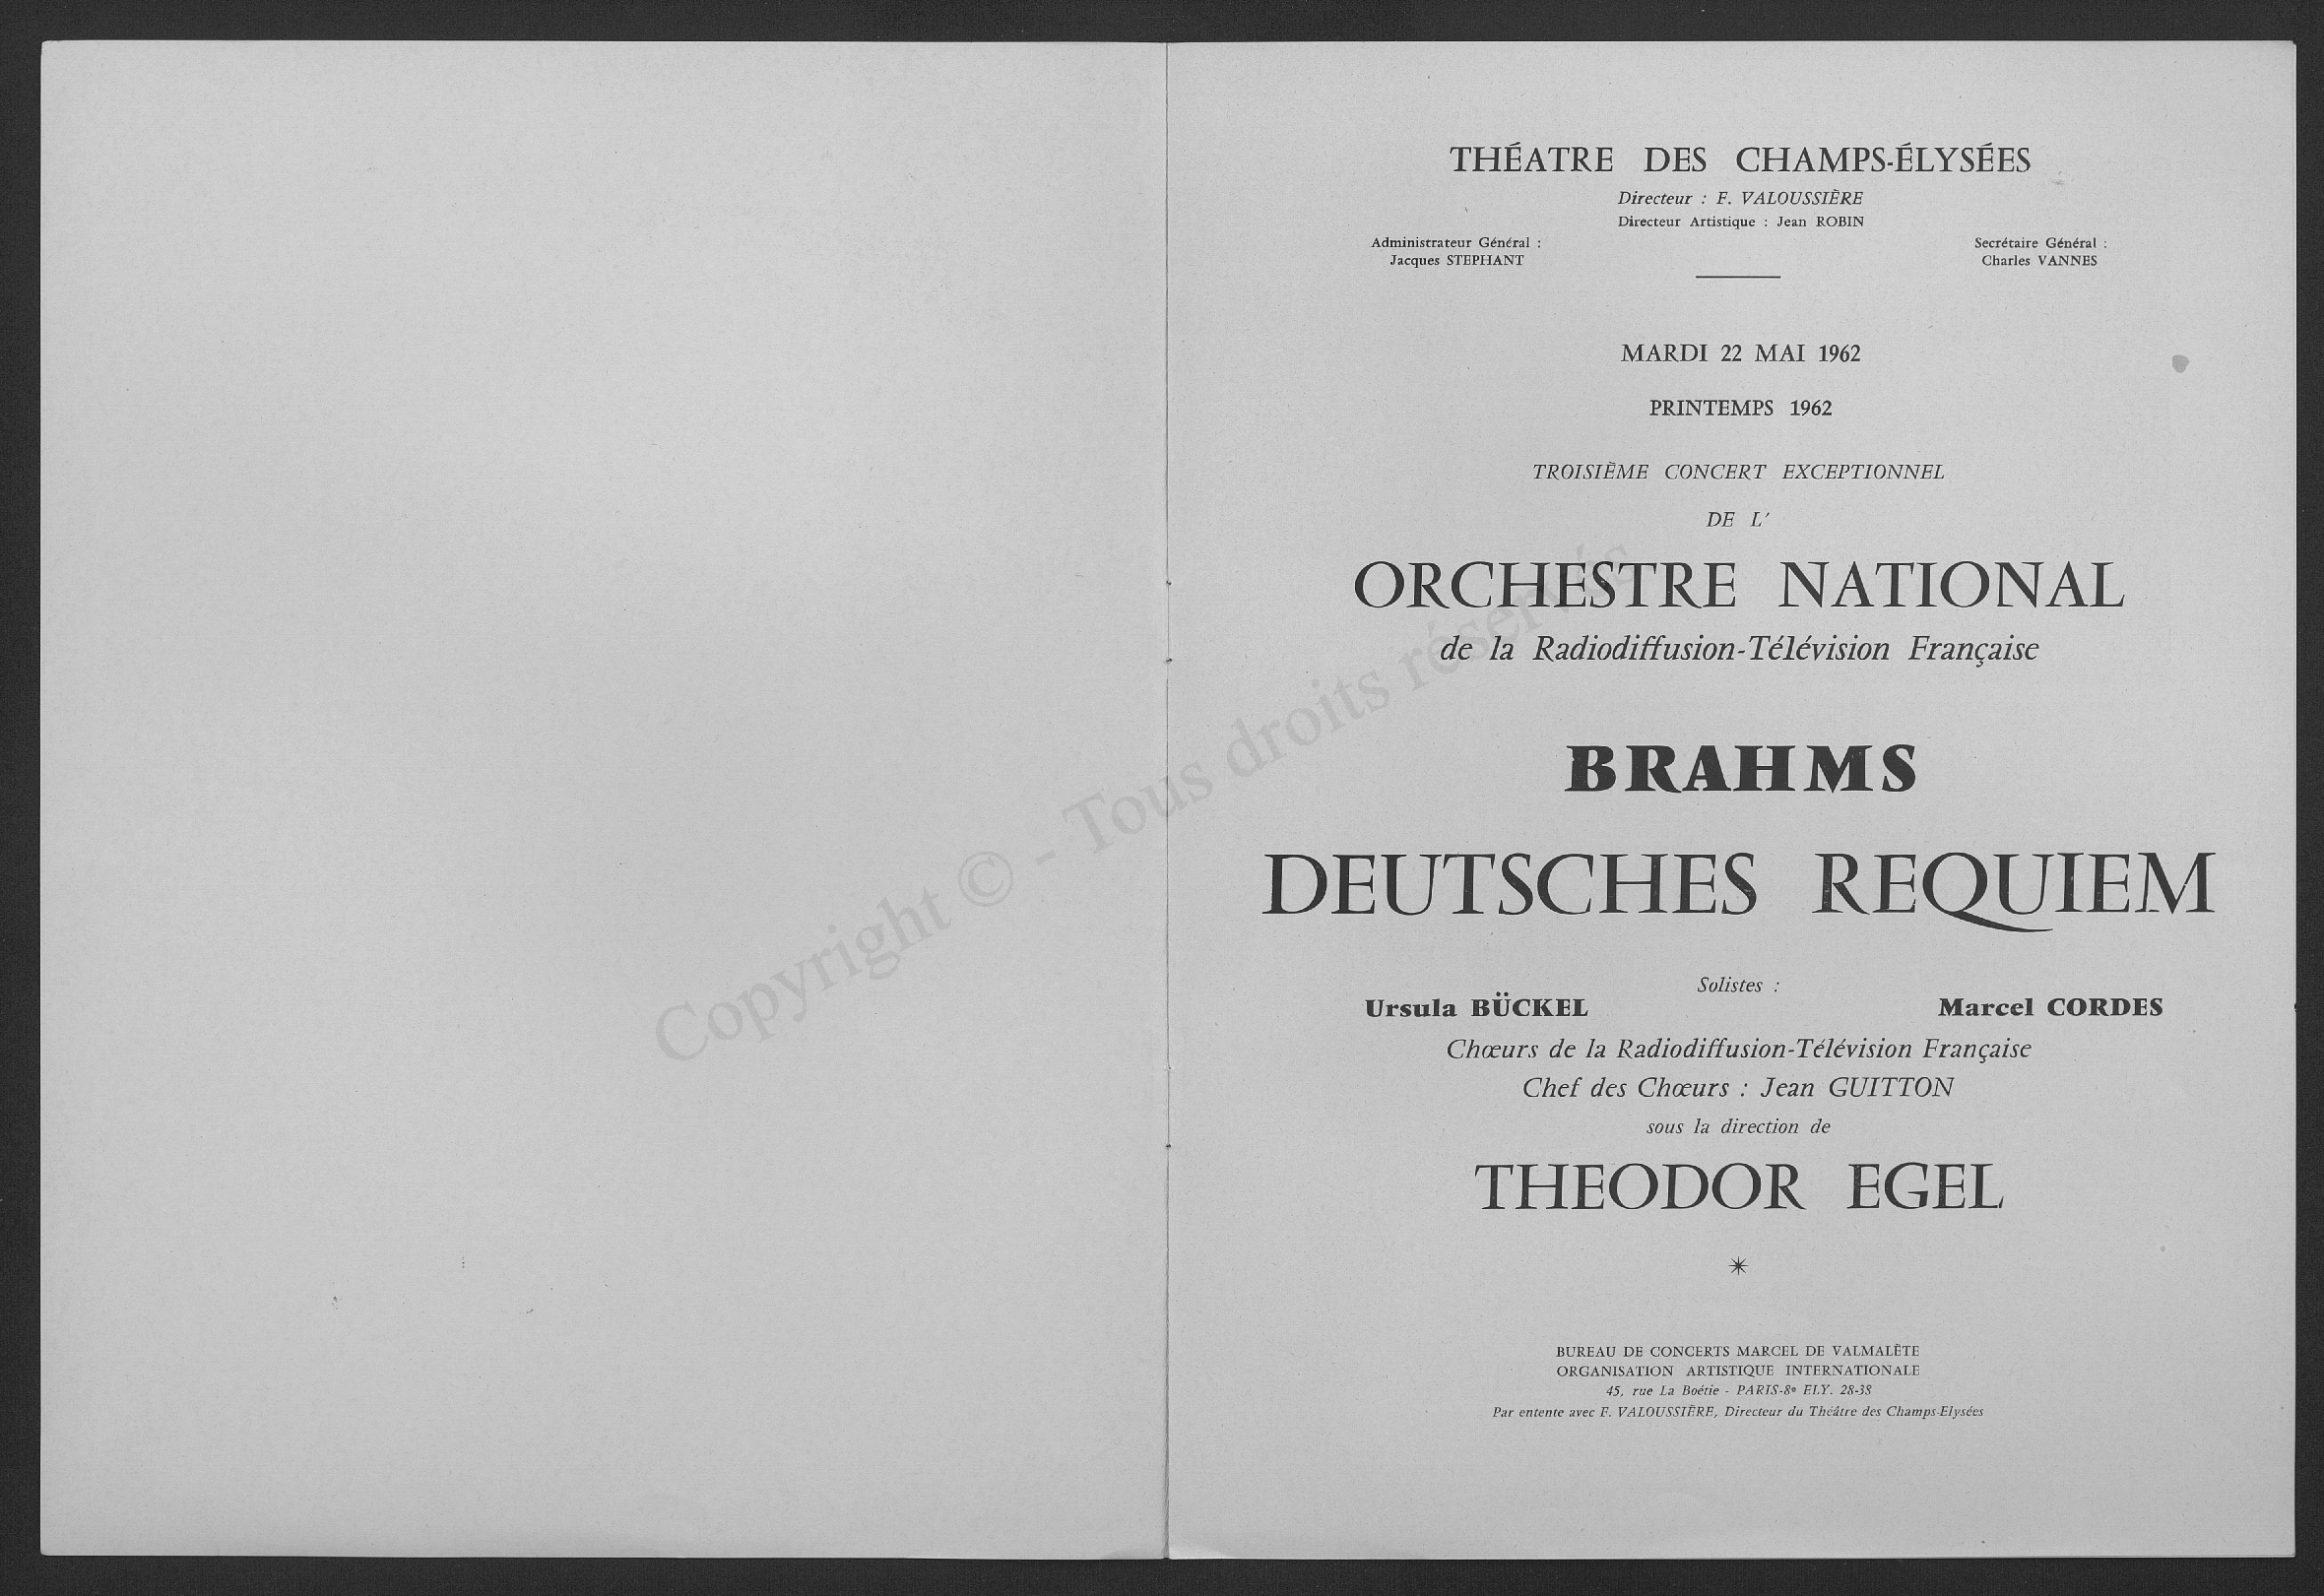 THÉATRE DES CHAMPS-ÉLYSÉES
Directeur : F. VALOUSSIÈRE
Directeur Artistique : Jean ROBIN
Administrateur Général :
Jacques STEPHANT
Secrétaire Général :
Charles VANNES
MARDI 22 MAI 1962
PRINTEMPS 1962
TROISIÈME CONCERT EXCEPTIONNEL
DE L'
ORCHESTRE NATIONAL
de la Radiodiffusion-Télévision Française
BRAHMS
DEUTSCHES REQUIEM
Solistes :
Ursula BÜCKEL
Marcel CORDES
Chœurs de la Radiodiffusion-Télévision Française
Chef des Chœurs : Jean GUITTON
sous la direction de
THEODOR EGEL
BUREAU DE CONCERTS MARCEL DE VALMALÈTE
ORGANISATION ARTISTIQUE INTERNATIONALE
45, rue La Boétie - PARIS-8e ELY. 28-38
Par entente avec F. VALOUSSIÈRE, Directeur du Théâtre des Champs-Elysées
Copyright © - Tous droits réservés